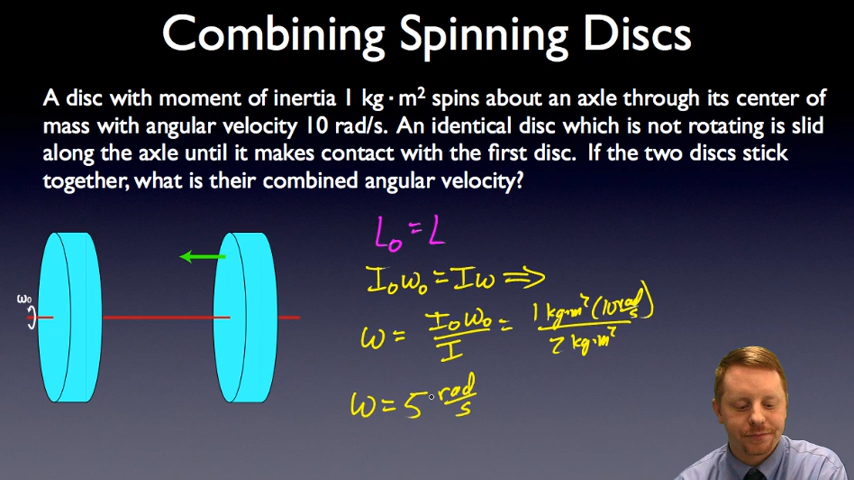 Combining Spinning Discs
A disc with moment of inertia 1 kg·m² spins about an axle through its center of
mass with angular velocity 10 rad/s. An identical disc which is not rotating is slid
along the axle until it makes contact with the first disc. If the two discs stick
together, what is their combined angular velocity?
L₀ = L
I₀ω₀ = Iω ⇒
ω₀
ω = I₀ω₀/I = 1 kg·m² (10 rad/s)/2 kg·m²
ω = 5 rad/s